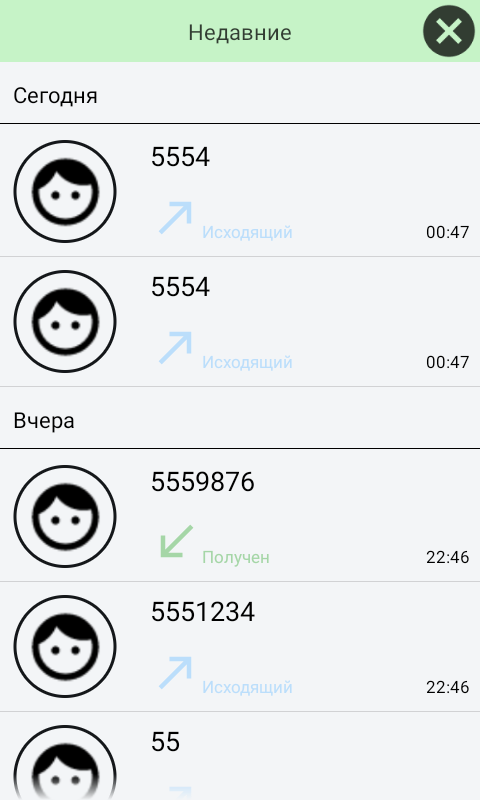 Недавние
Сегодня
5554
Исходящий 00:47
5554
Исходящий 00:47
Вчера
5559876
Получен 22:46
5551234
Исходящий 22:46
55